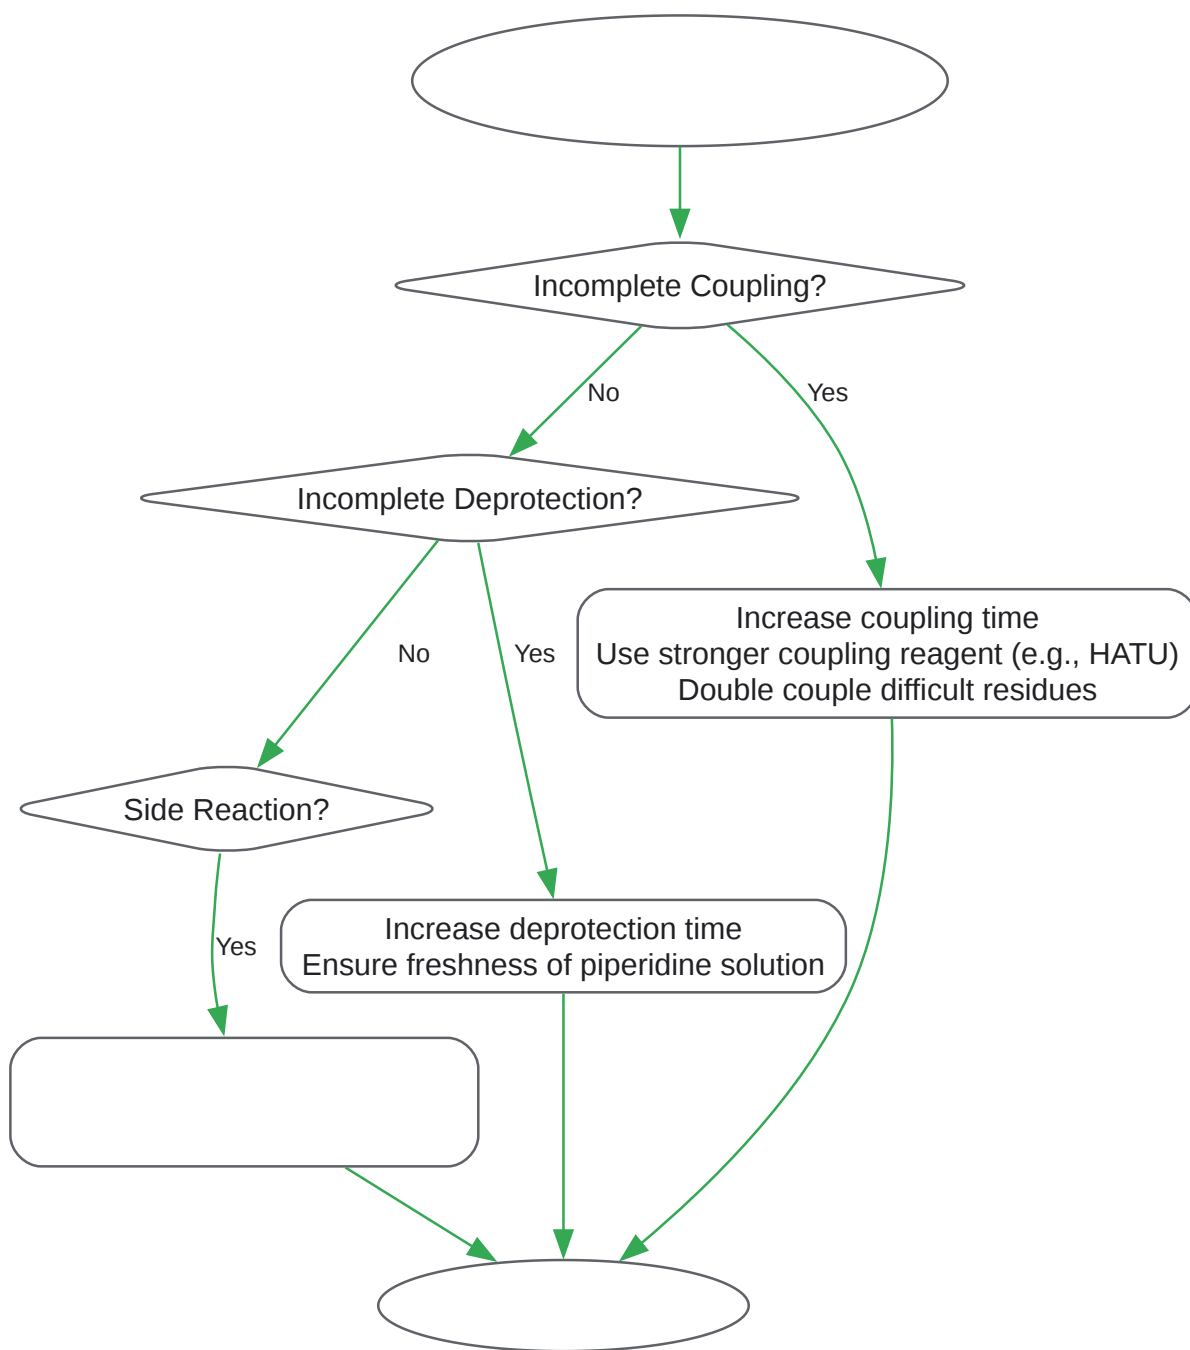 Incomplete Coupling?
No
Yes
Incomplete Deprotection?
Increase coupling time
Use stronger coupling reagent (e.g., HATU)
Double couple difficult residues
No
Yes
Side Reaction?
Increase deprotection time
Ensure freshness of piperidine solution
Yes